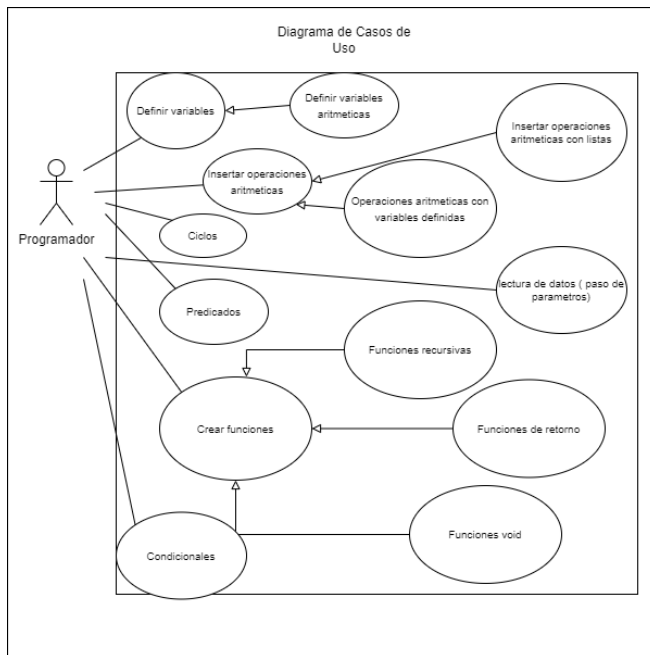 Diagrama de Casos de
Uso
Definir variables
Definir variables
aritmeticas
Insertar operaciones
aritmeticas con listas
Insertar operaciones
aritmeticas
Operaciones aritmeticas con
variables definidas
Programador
Ciclos
lectura de datos ( paso de
parametros)
Predicados
Funciones recursivas
Crear funciones
Funciones de retorno
Funciones void
Condicionales